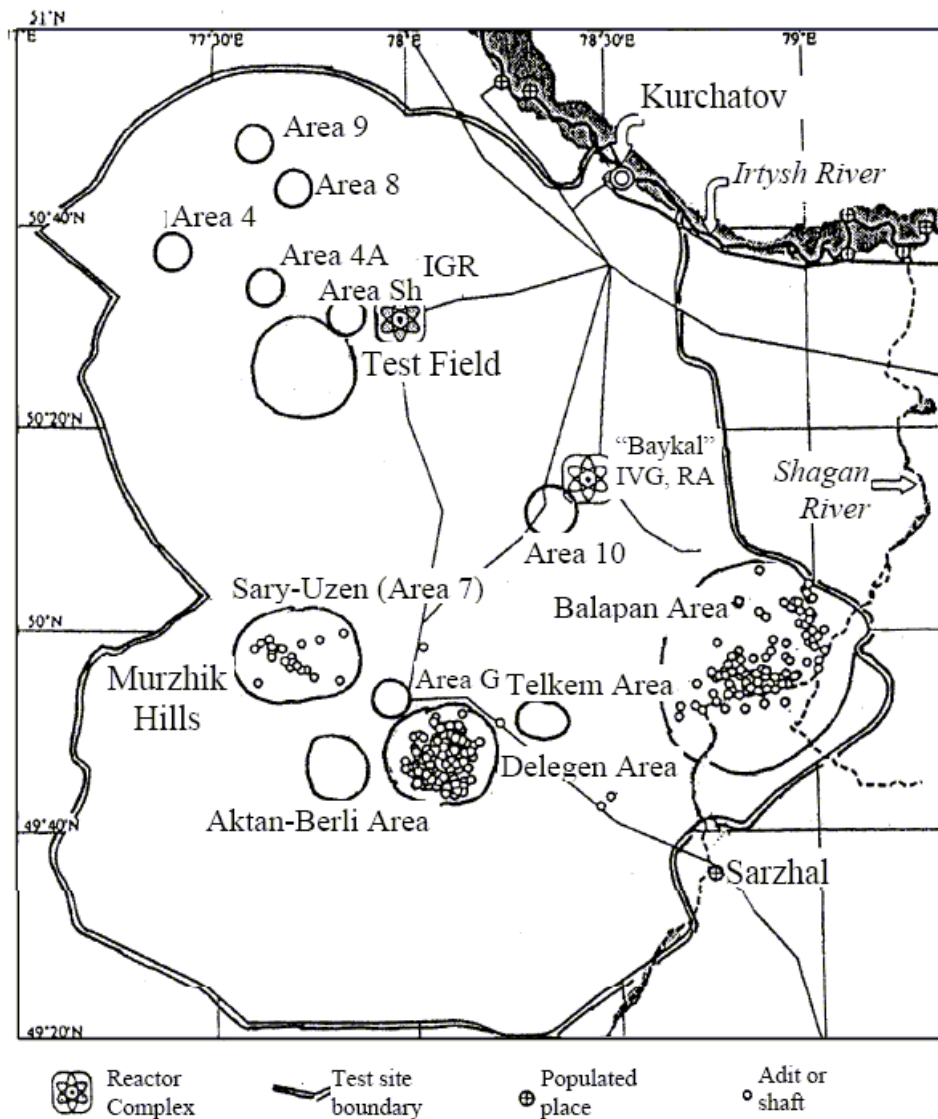 51°N
77°E
77°30'E
78°E
78°30'E
79°E
Kurchatov
Area 9
Area 8
Irtysh River
50°40'N
Area 4
Area 4A
IGR
Area Sh
Test Field
50°20'N
“Baykal”
IVG, RA
Shagan
River
Area 10
Sary-Uzen (Area 7)
Balapan Area
50°N
Murzhik
Hills
Area G
Telkem Area
Delegen Area
Aktan-Berli Area
49°40'N
Sarzhal
49°20'N
Reactor
Complex
Test site
boundary
Populated
place
Adit or
shaft